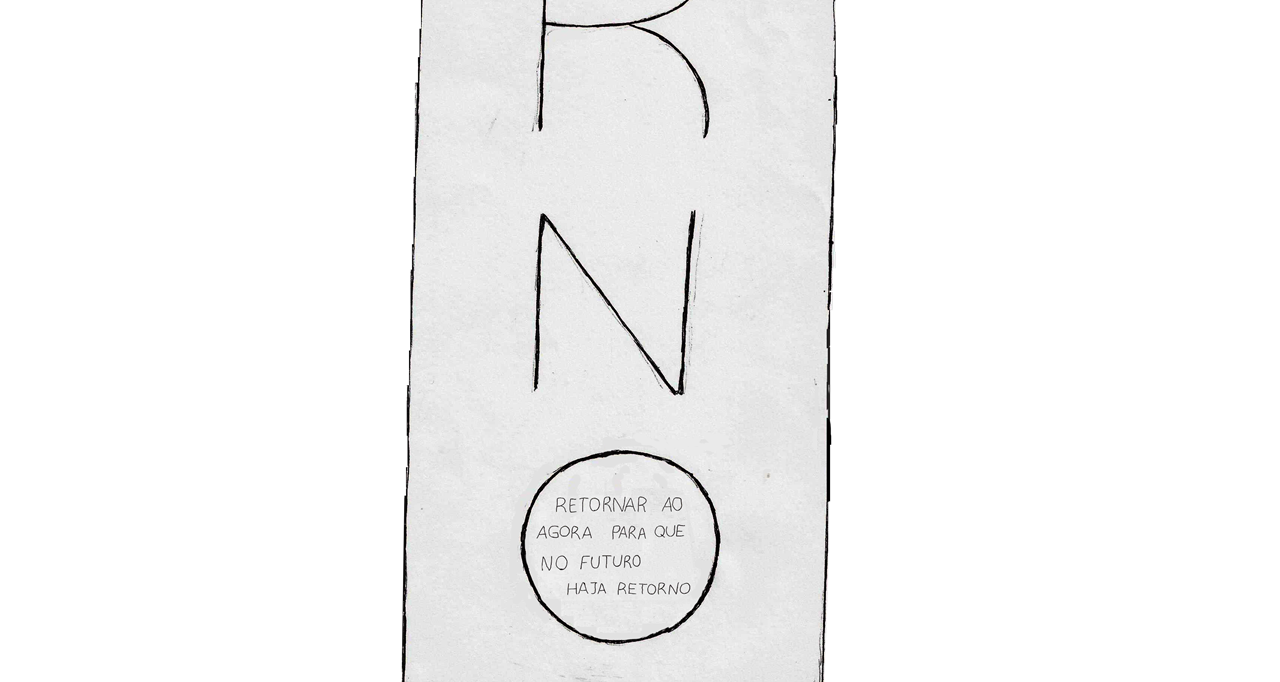 R
N
O
RETORNAR AO
AGORA PARA QUE
NO FUTURO
HAJA RETORNO